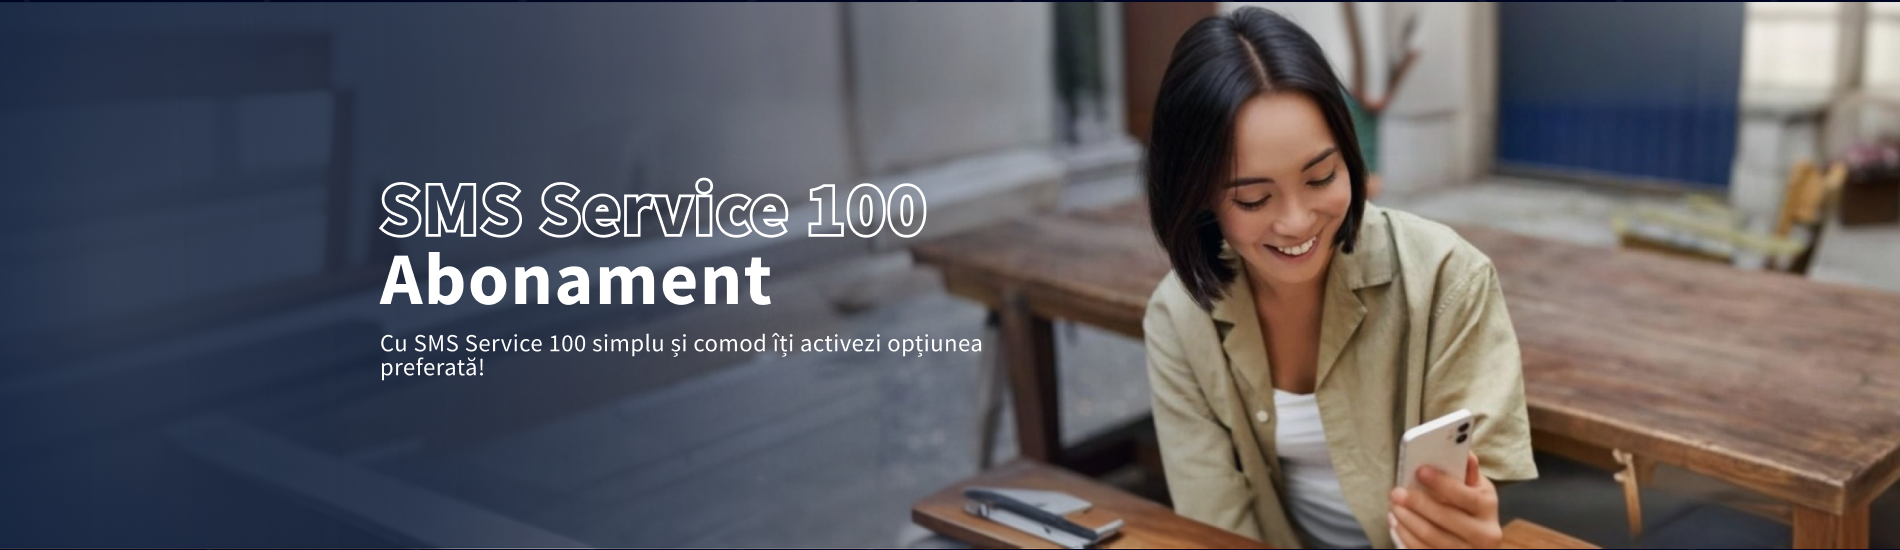 SMS Service 100
Abonament
Cu SMS Service 100 simplu și comod îți activezi opțiunea
preferată!